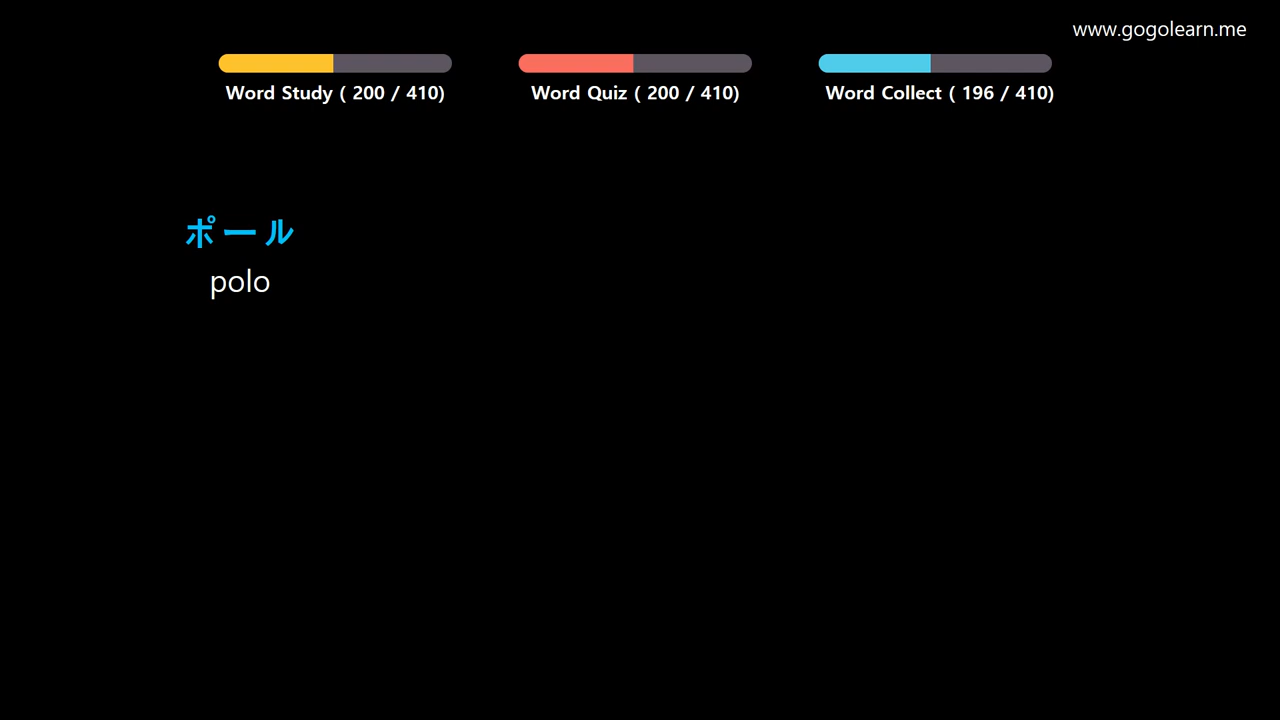 www.gogolearn.me
Word Study ( 200 / 410)
Word Quiz ( 200 / 410)
Word Collect ( 196 / 410)
ポール
polo